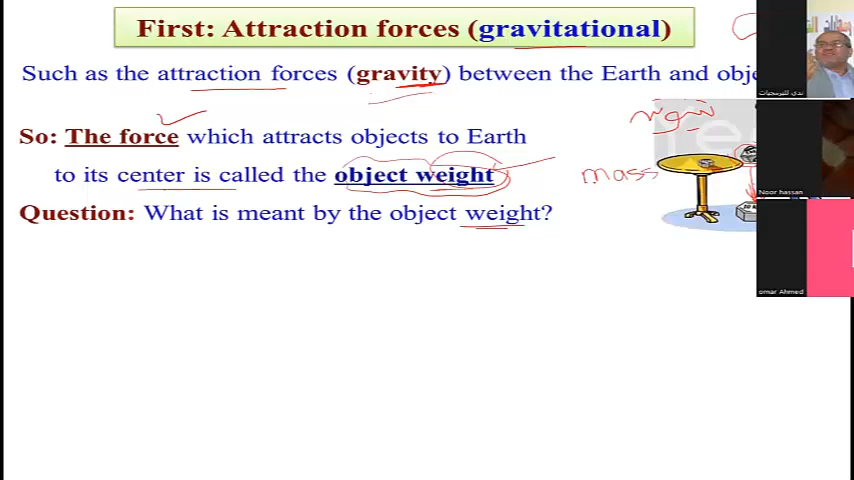 First: Attraction forces (gravitational)
Such as the attraction forces (gravity) between the Earth and obje
So: The force which attracts objects to Earth
mass
to its center is called the object weight
Noor hassan
Question: What is meant by the object weight?
omar Ahmed